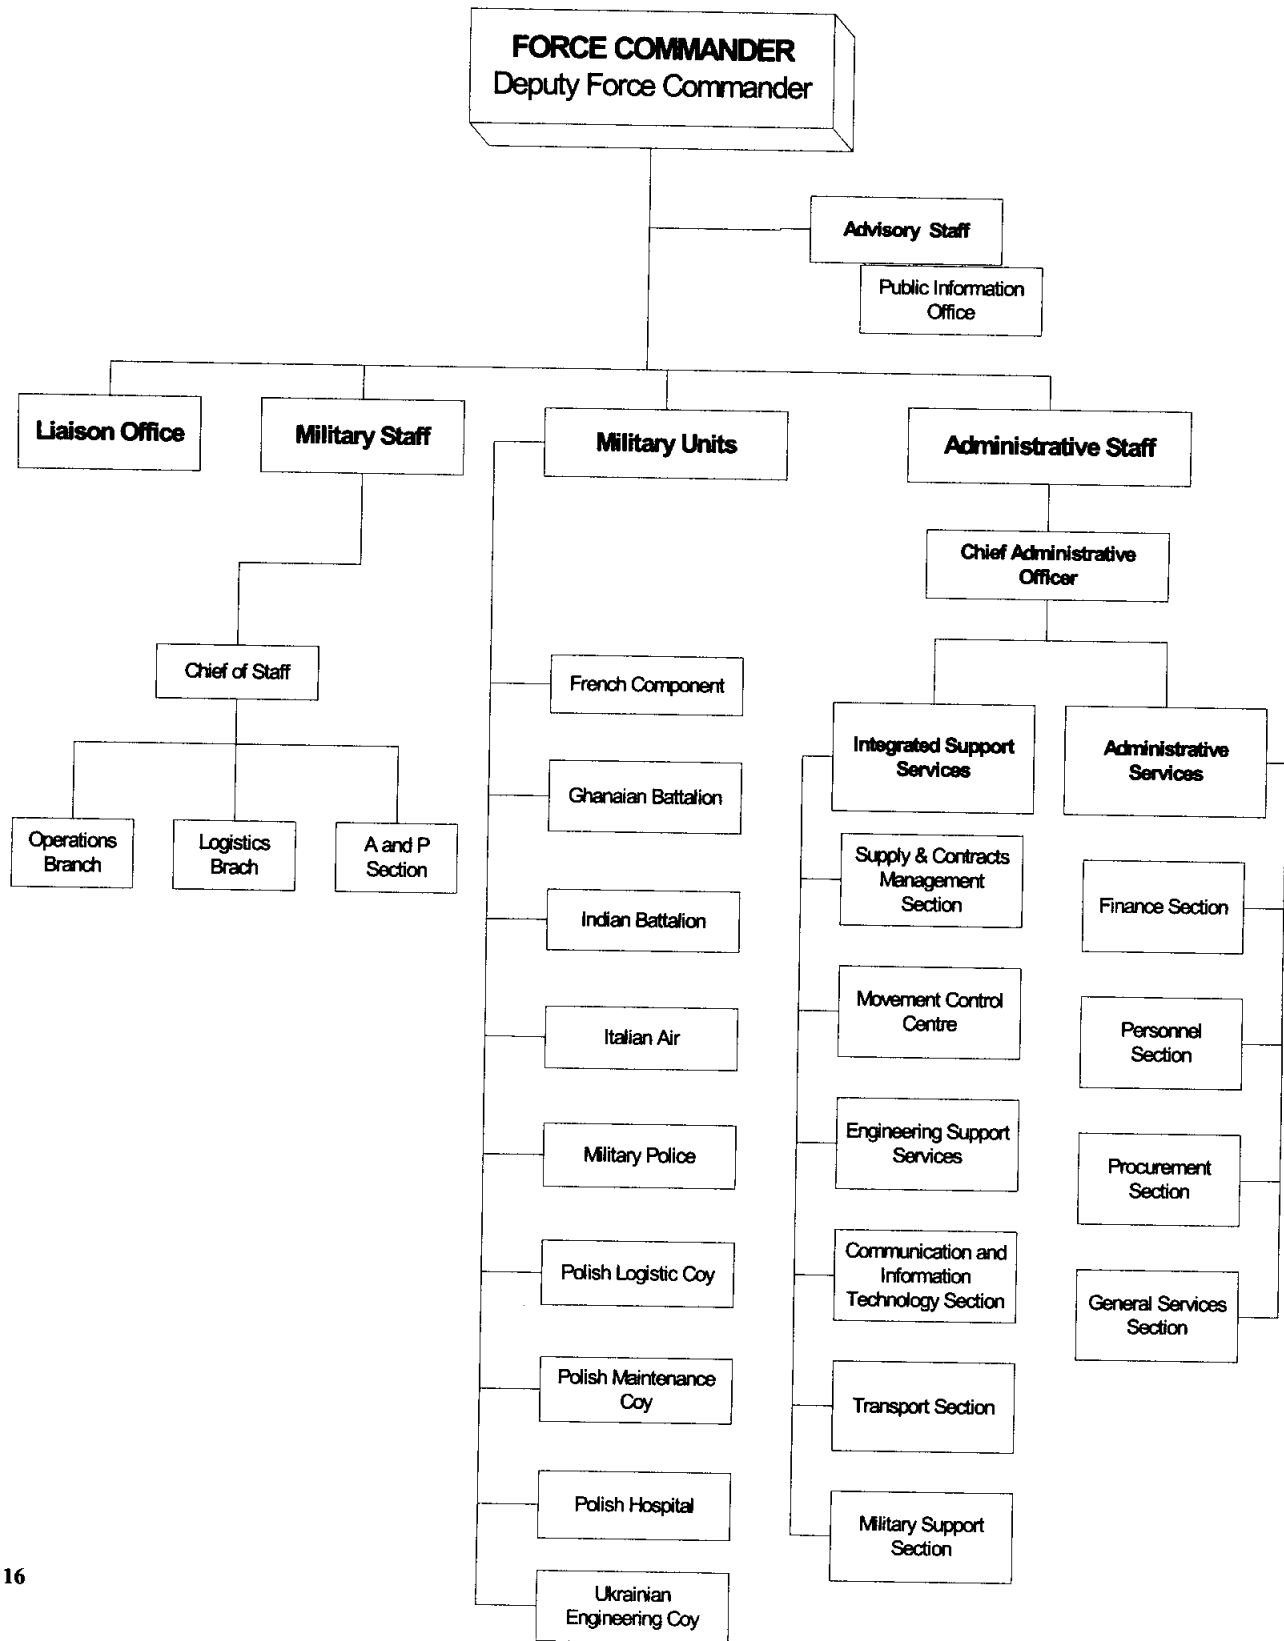 FORCE COMMANDER
Deputy Force Commander
Advisory Staff
Public Information
Office
Liaison Office
Military Staff
Military Units
Administrative Staff
Chief Administrative
Officer
Chief of Staff
Operations
Branch
Logistics
Brach
A and P
Section
French Component
Ghanaian Battalion
Indian Battalion
Italian Air
Military Police
Polish Logistic Coy
Polish Maintenance
Coy
Polish Hospital
Ukrainian
Engineering Coy
Integrated Support
Services
Supply & Contracts
Management
Section
Movement Control
Centre
Engineering Support
Services
Communication and
Information
Technology Section
Transport Section
Military Support
Section
Administrative
Services
Finance Section
Personnel
Section
Procurement
Section
General Services
Section
16